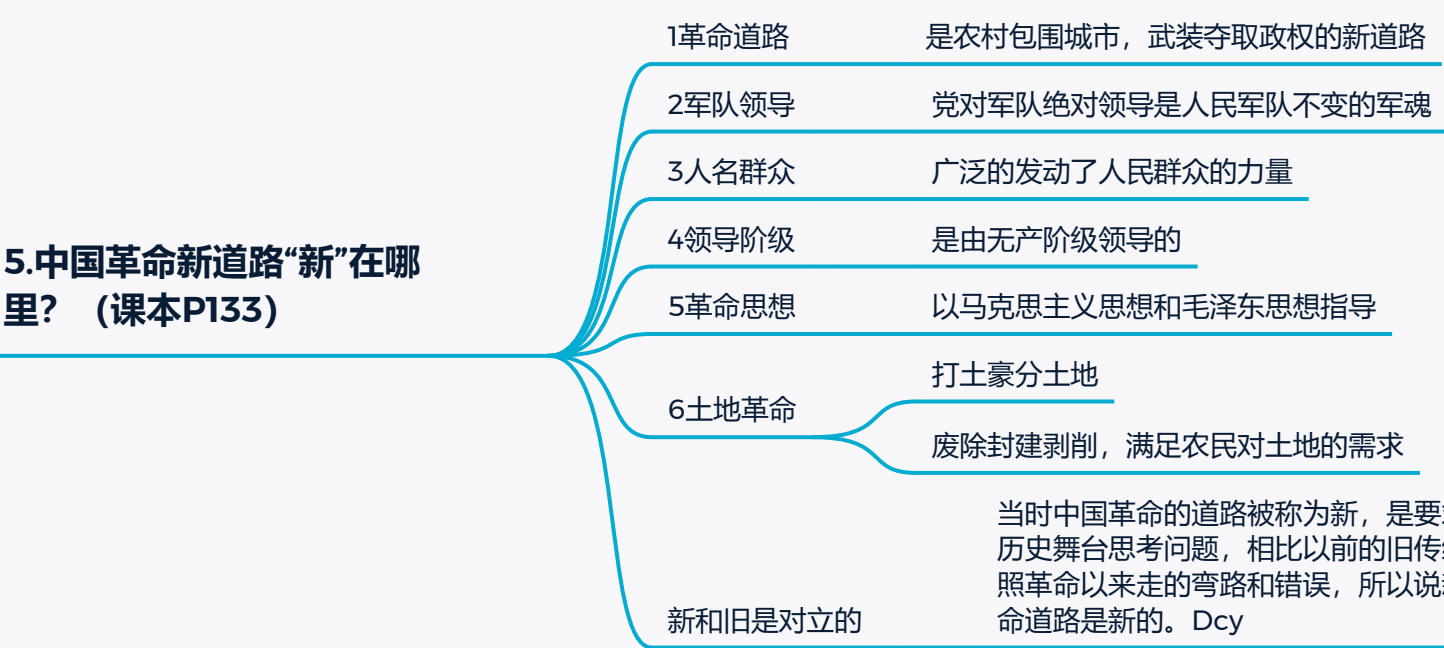 5.中国革命新道路“新”在哪
里？（课本P133）
1革命道路
是农村包围城市，武装夺取政权的新道路
2军队领导
党对军队绝对领导是人民军队不变的军魂
3人名群众
广泛的发动了人民群众的力量
4领导阶级
是由无产阶级领导的
5革命思想
以马克思主义思想和毛泽东思想指导
6土地革命
打土豪分土地
废除封建剥削，满足农民对土地的需求
新和旧是对立的
当时中国革命的道路被称为新，是要
历史舞台思考问题，相比以前的旧传
照革命以来走的弯路和错误，所以说
命道路是新的。Dcy